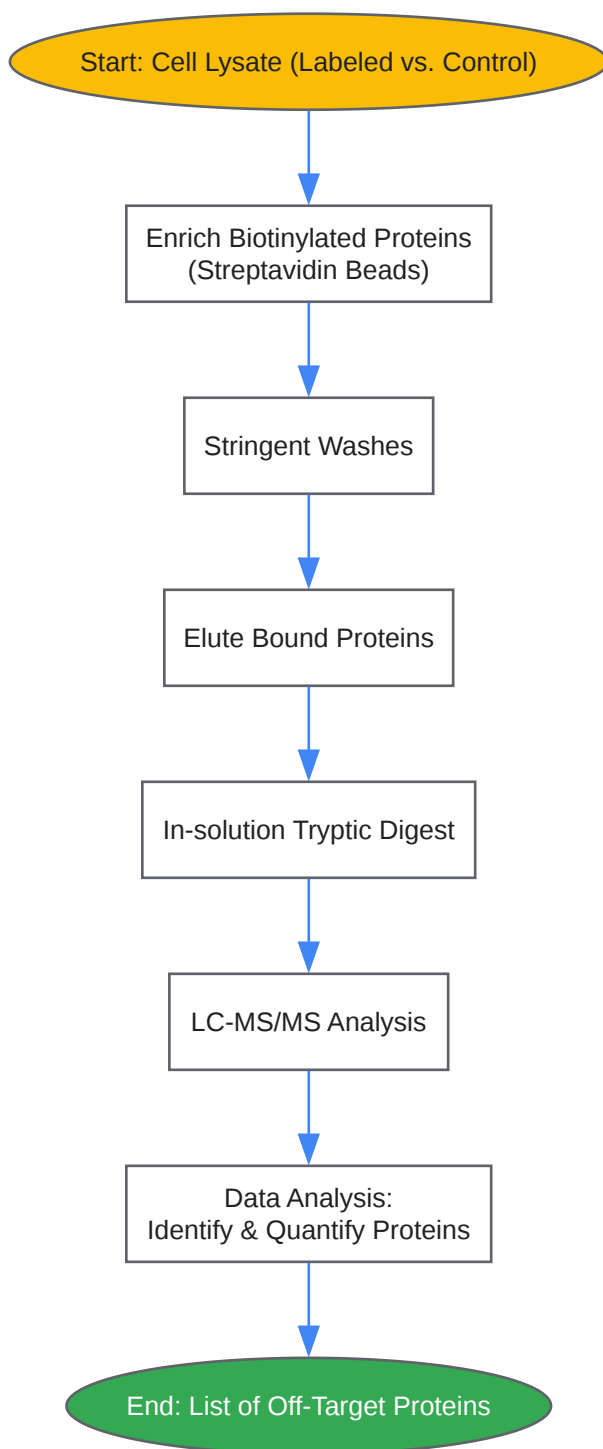 Start: Cell Lysate (Labeled vs. Control)
Enrich Biotinylated Proteins
(Streptavidin Beads)
Stringent Washes
Elute Bound Proteins
In-solution Tryptic Digest
LC-MS/MS Analysis
Data Analysis:
Identify & Quantify Proteins
End: List of Off-Target Proteins